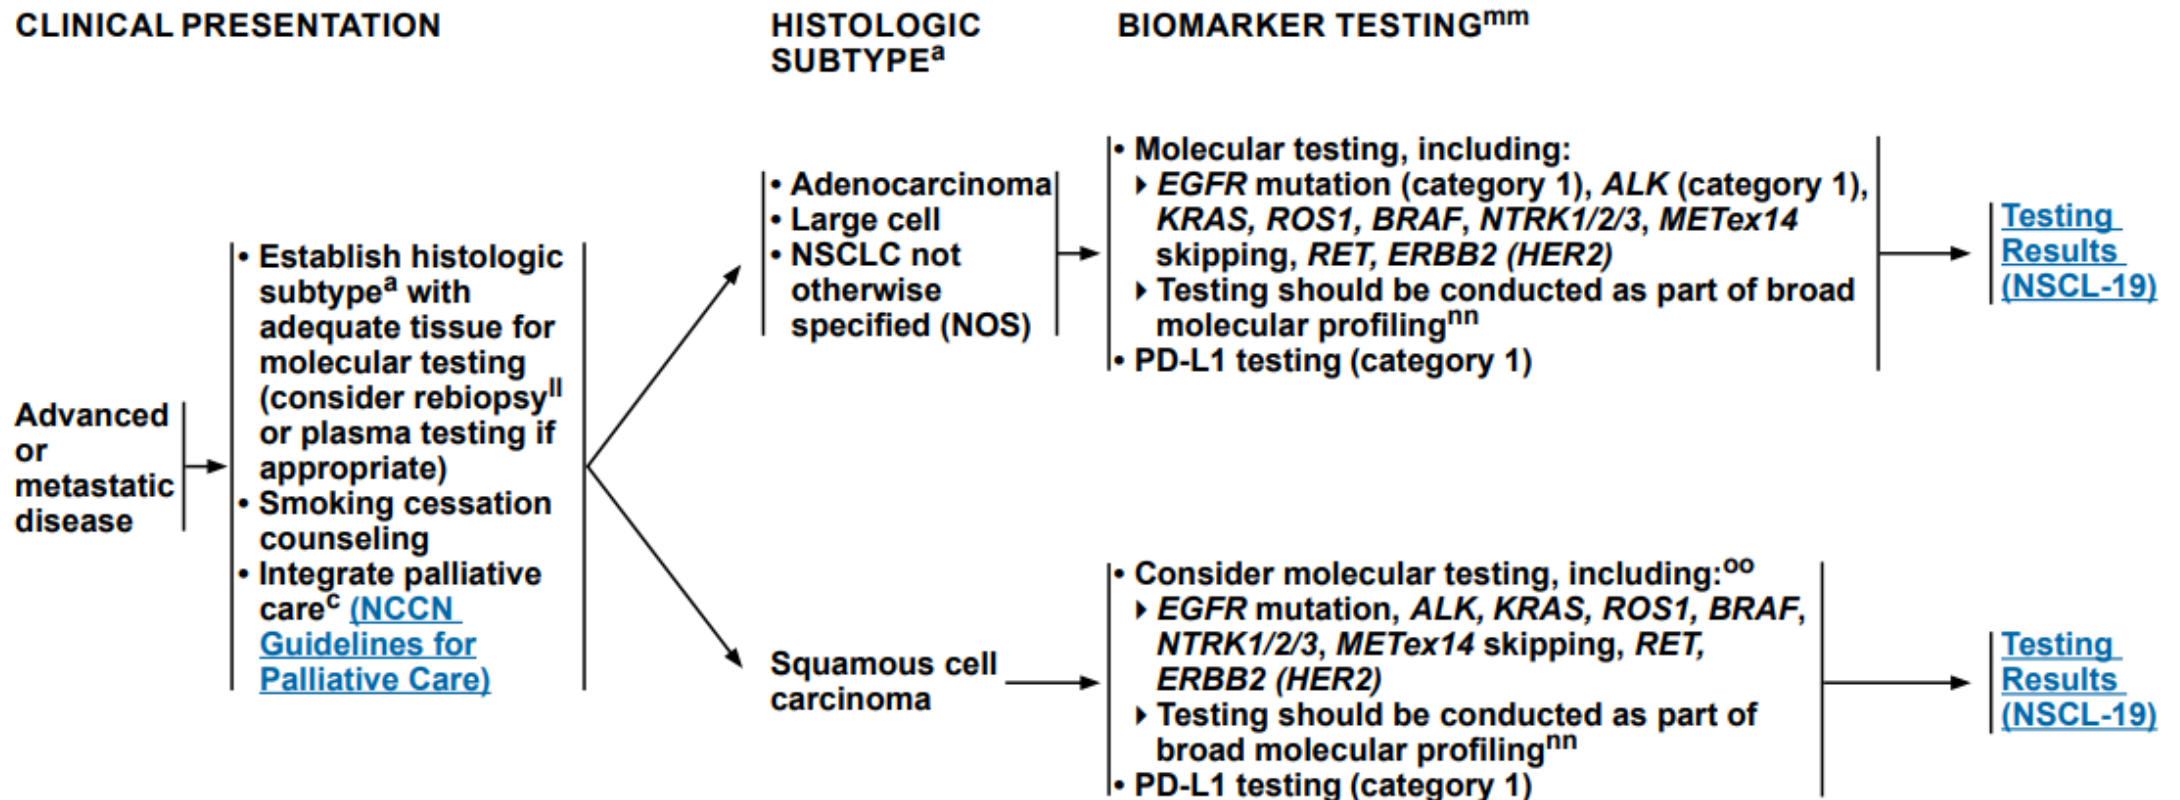 CLINICAL PRESENTATION
HISTOLOGIC
SUBTYPEᵃ
BIOMARKER TESTINGᵐᵐ
Advanced
or
metastatic
disease
• Establish histologic
subtypeᵃ with
adequate tissue for
molecular testing
(consider rebiopsyˡˡ
or plasma testing if
appropriate)
• Smoking cessation
counseling
• Integrate palliative
careᶜ (NCCN
Guidelines for
Palliative Care)
• Adenocarcinoma
• Large cell
• NSCLC not
otherwise
specified (NOS)
• Molecular testing, including:
‣ EGFR mutation (category 1), ALK (category 1),
KRAS, ROS1, BRAF, NTRK1/2/3, METex14
skipping, RET, ERBB2 (HER2)
‣ Testing should be conducted as part of broad
molecular profilingⁿⁿ
• PD-L1 testing (category 1)
Testing
Results
(NSCL-19)
Squamous cell
carcinoma
• Consider molecular testing, including:ᵒᵒ
‣ EGFR mutation, ALK, KRAS, ROS1, BRAF,
NTRK1/2/3, METex14 skipping, RET,
ERBB2 (HER2)
‣ Testing should be conducted as part of
broad molecular profilingⁿⁿ
• PD-L1 testing (category 1)
Testing
Results
(NSCL-19)